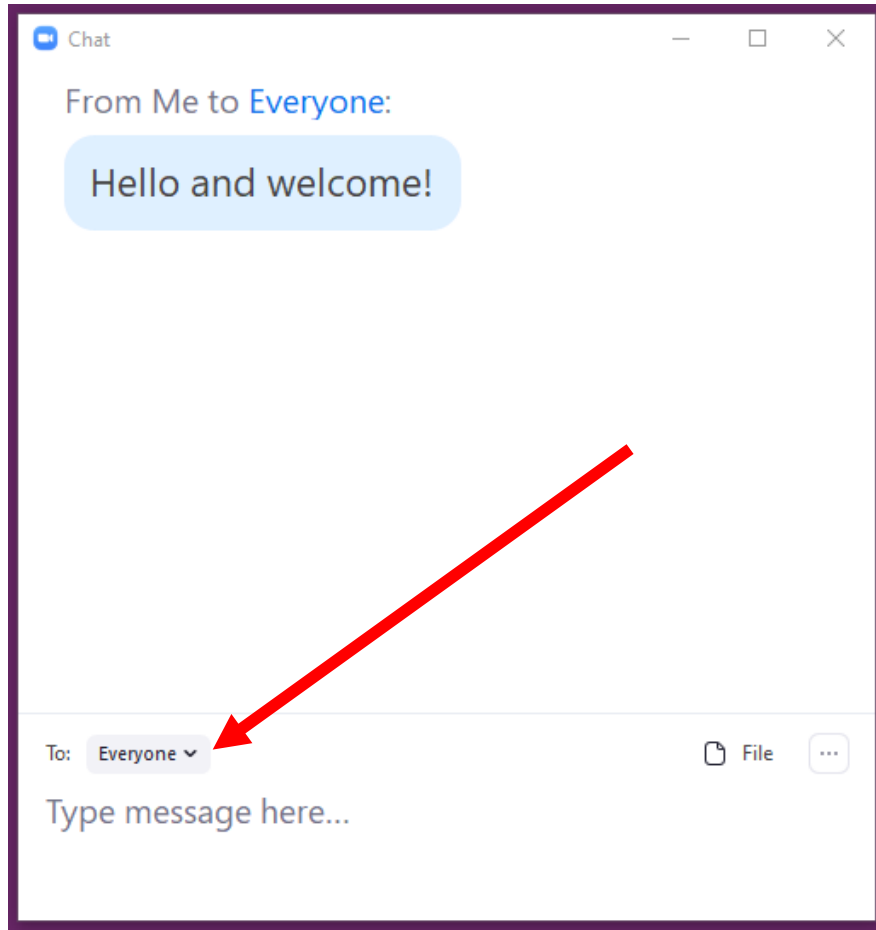 Chat
From Me to Everyone:
Hello and welcome!
To: Everyone File ...
Type message here...